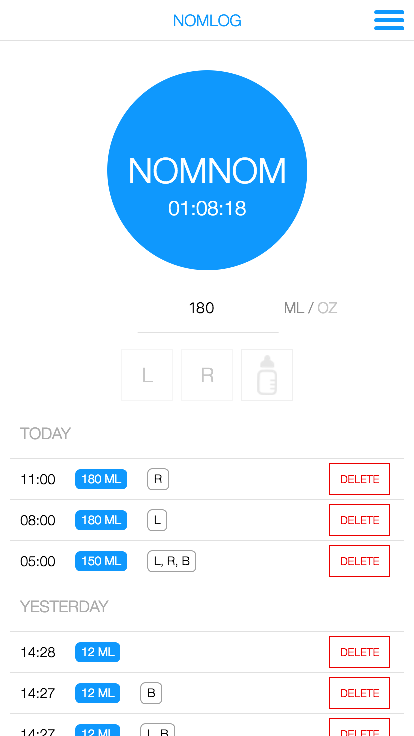 NOMLOG
NOMNOM
01:08:18
180 ML / OZ
L R
TODAY
11:00 180 ML R DELETE
08:00 180 ML L DELETE
05:00 150 ML L, R, B DELETE
YESTERDAY
14:28 12 ML DELETE
14:27 12 ML B DELETE
14:27 12 ML L, B DELETE